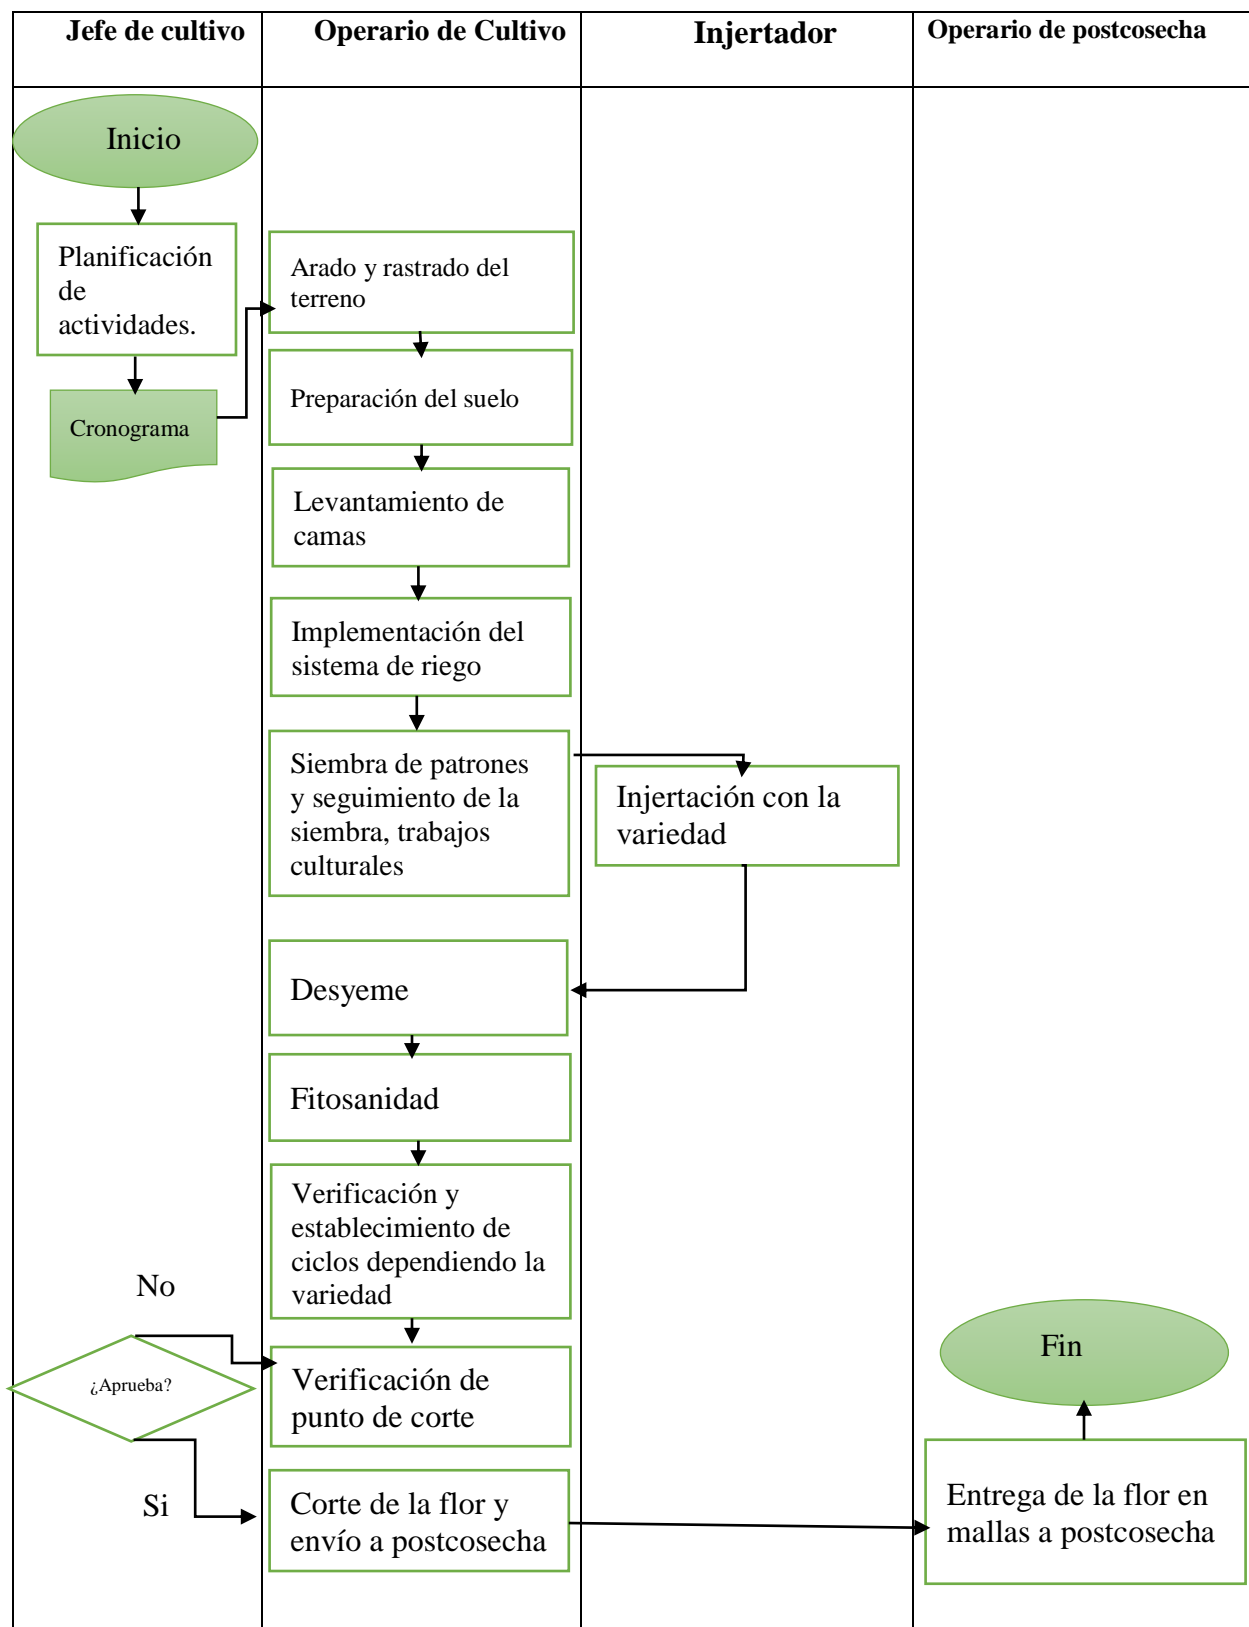 Jefe de cultivo
Operario de Cultivo
Injertador
Operario de postcosecha
Inicio
Planificación
de
actividades.
Cronograma
Arado y rastrado del
terreno
Preparación del suelo
Levantamiento de
camas
Implementación del
sistema de riego
Siembra de patrones
y seguimiento de la
siembra, trabajos
culturales
Injertación con la
variedad
Desyeme
Fitosanidad
Verificación y
establecimiento de
ciclos dependiendo la
variedad
No
¿Aprueba?
Si
Verificación de
punto de corte
Corte de la flor y
envío a postcosecha
Entrega de la flor en
mallas a postcosecha
Fin